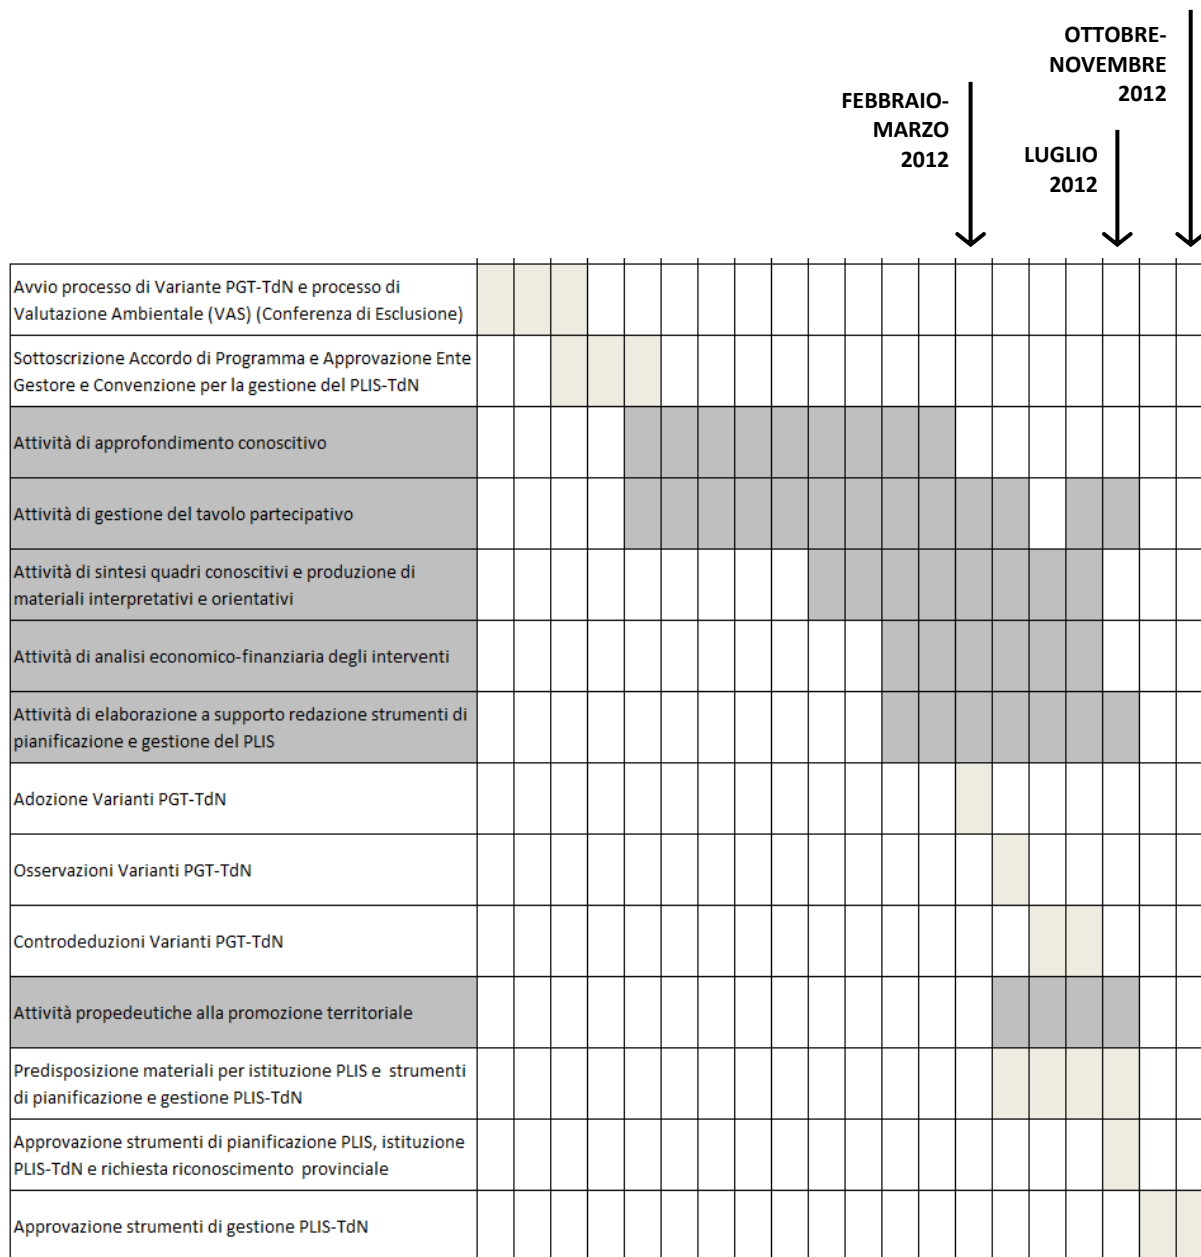 OTTOBRE-
NOVEMBRE
2012
FEBBRAIO-
MARZO
2012
LUGLIO
2012
Avvio processo di Variante PGT-TdN e processo di
Valutazione Ambientale (VAS) (Conferenza di Esclusione)
Sottoscrizione Accordo di Programma e Approvazione Ente
Gestore e Convenzione per la gestione del PLIS-TdN
Attività di approfondimento conoscitivo
Attività di gestione del tavolo partecipativo
Attività di sintesi quadri conoscitivi e produzione di
materiali interpretativi e orientativi
Attività di analisi economico-finanziaria degli interventi
Attività di elaborazione a supporto redazione strumenti di
pianificazione e gestione del PLIS
Adozione Varianti PGT-TdN
Osservazioni Varianti PGT-TdN
Controdeduzioni Varianti PGT-TdN
Attività propedeutiche alla promozione territoriale
Predisposizione materiali per istituzione PLIS e strumenti
di pianificazione e gestione PLIS-TdN
Approvazione strumenti di pianificazione PLIS, istituzione
PLIS-TdN e richiesta riconoscimento provinciale
Approvazione strumenti di gestione PLIS-TdN